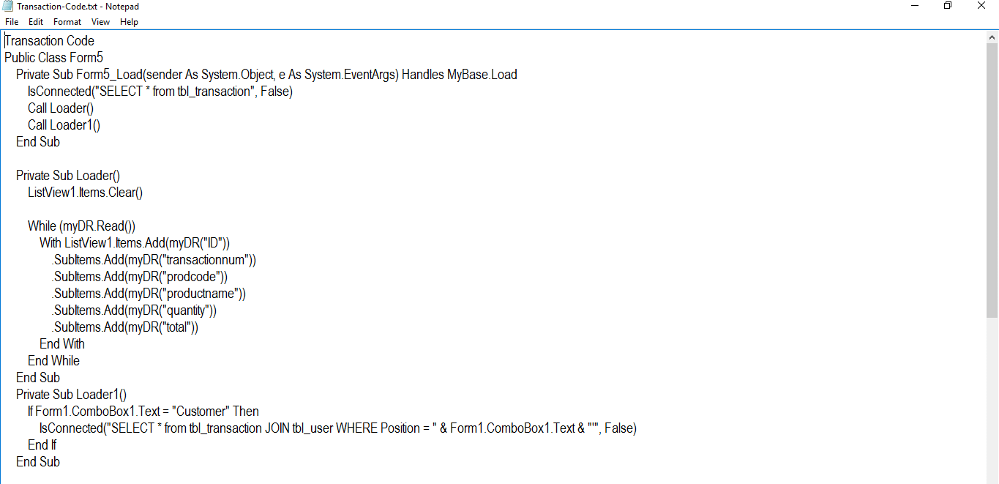 Transaction-Code.txt - Notepad
File Edit Format View Help
Transaction Code
Public Class Form5
Private Sub Form5_Load(sender As System.Object, e As System.EventArgs) Handles MyBase.Load
IsConnected("SELECT * from tbl_transaction", False)
Call Loader()
Call Loader1()
End Sub
Private Sub Loader()
ListView1.Items.Clear()
While (myDR.Read())
With ListView1.Items.Add(myDR("ID"))
.SubItems.Add(myDR("transactionnum"))
.SubItems.Add(myDR("prodcode"))
.SubItems.Add(myDR("productname"))
.SubItems.Add(myDR("quantity"))
.SubItems.Add(myDR("total"))
End With
End While
End Sub
Private Sub Loader1()
If Form1.ComboBox1.Text = "Customer" Then
IsConnected("SELECT * from tbl_transaction JOIN tbl_user WHERE Position = " & Form1.ComboBox1.Text & "'", False)
End If
End Sub